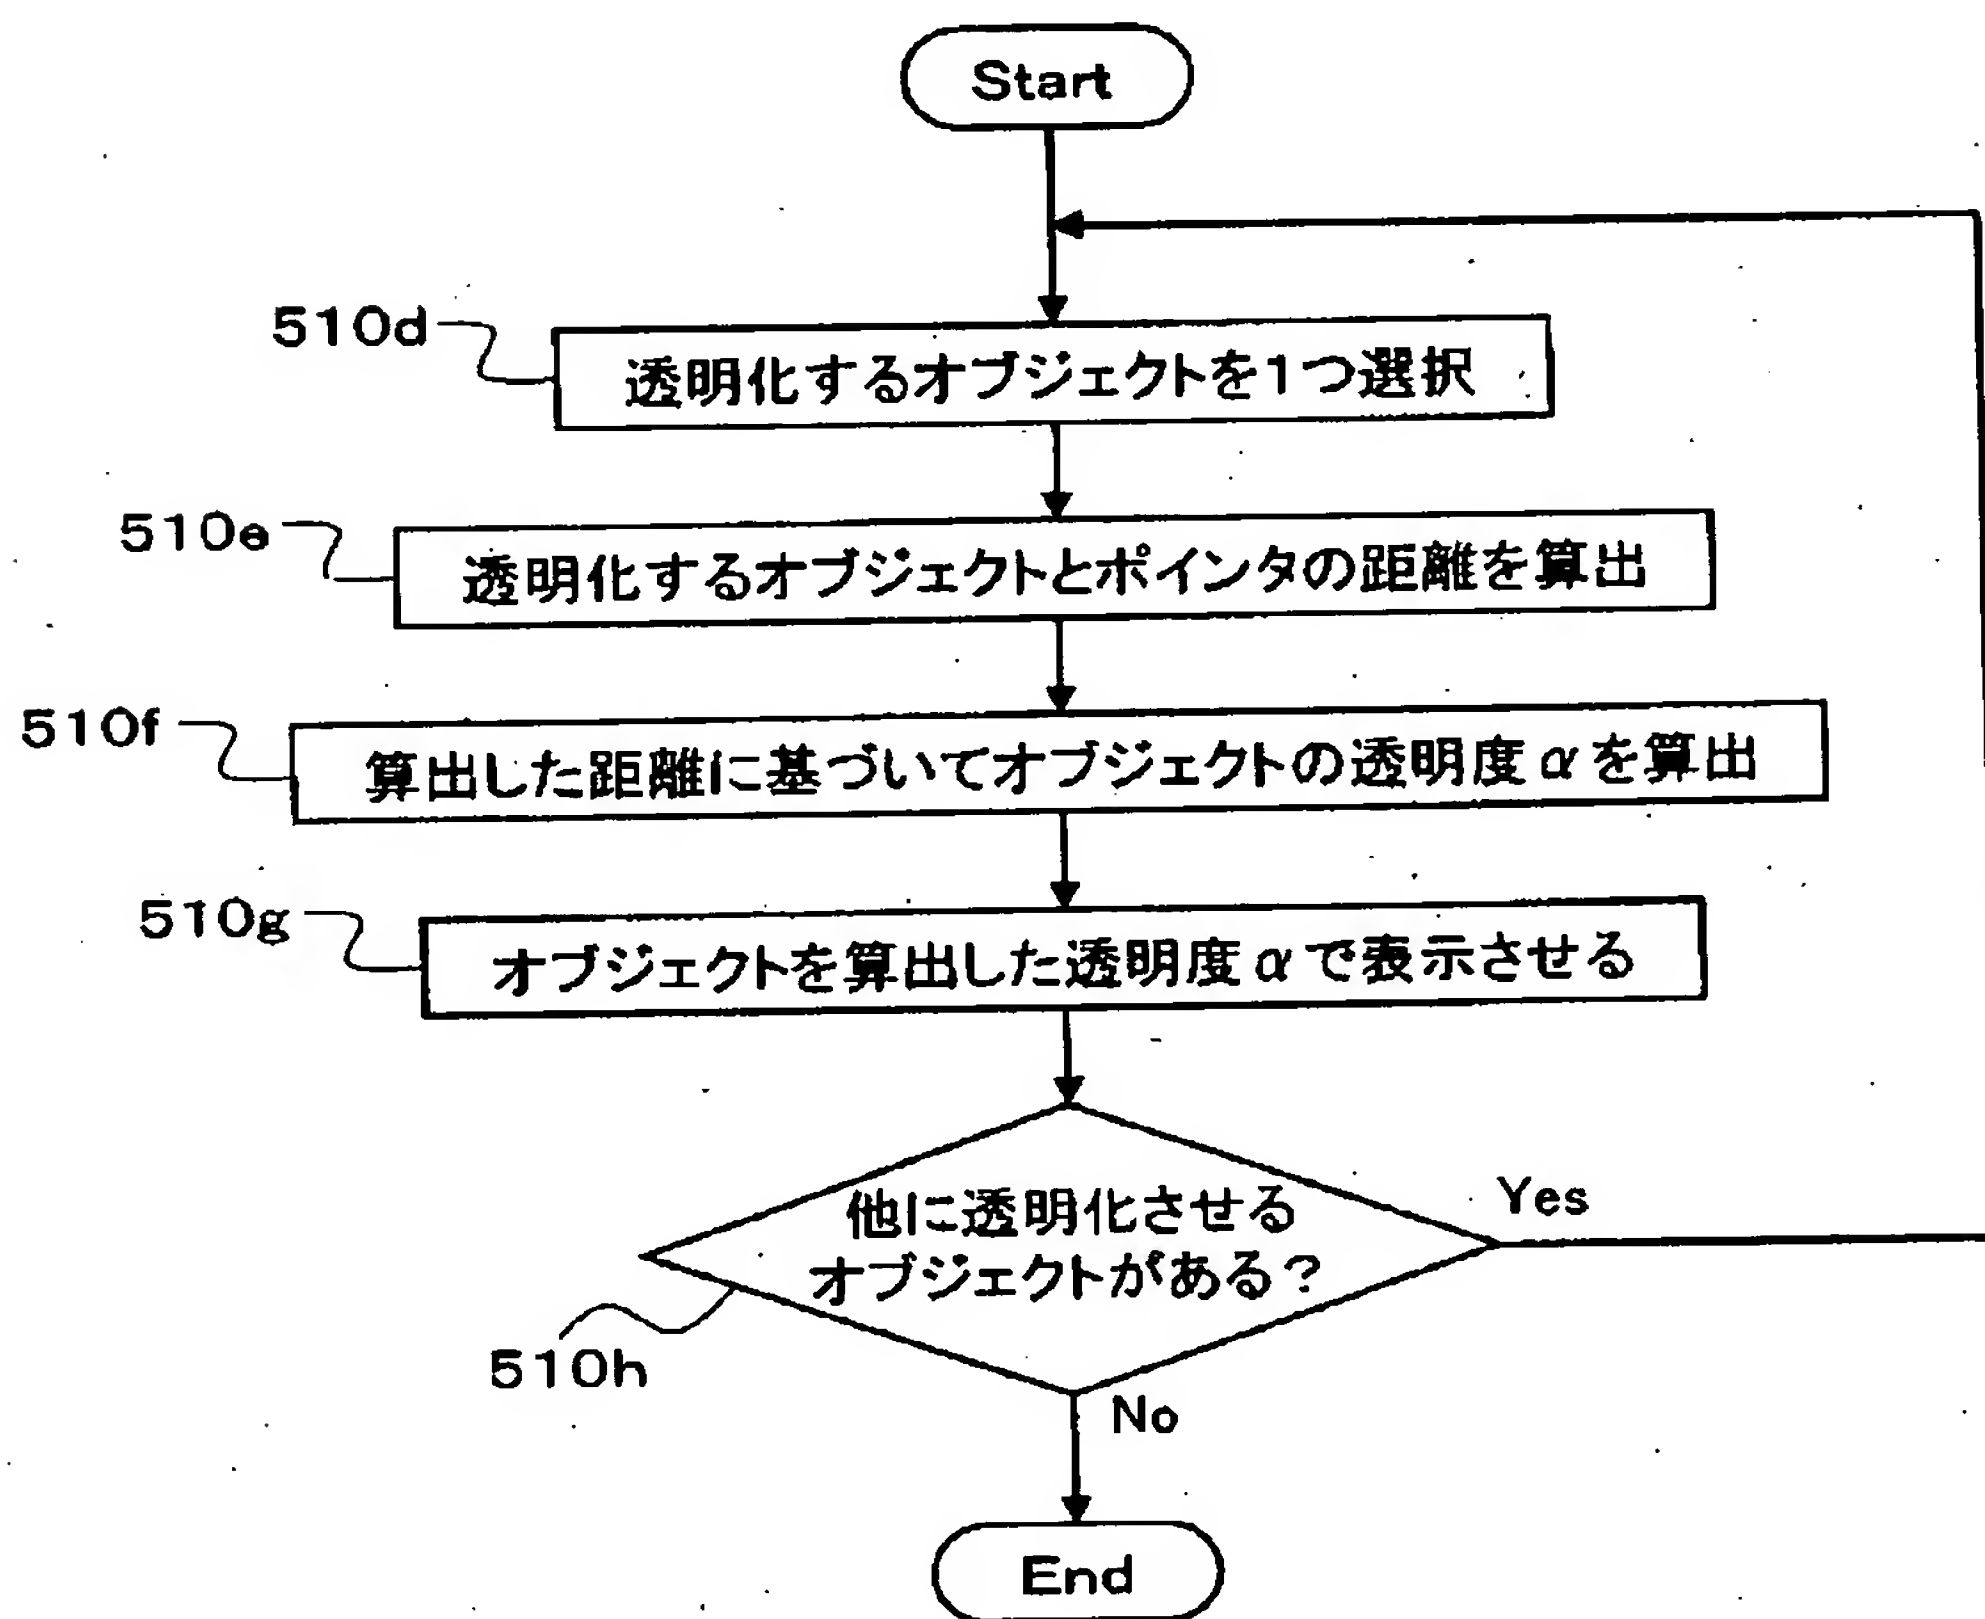 Start
510d
透明化するオブジェクトを1つ選択
510e
透明化するオブジェクトとポインタの距離を算出
510f
算出した距離に基づいてオブジェクトの透明度αを算出
510g
オブジェクトを算出した透明度αで表示させる
他に透明化させる
オブジェクトがある?
Yes
510h
No
End